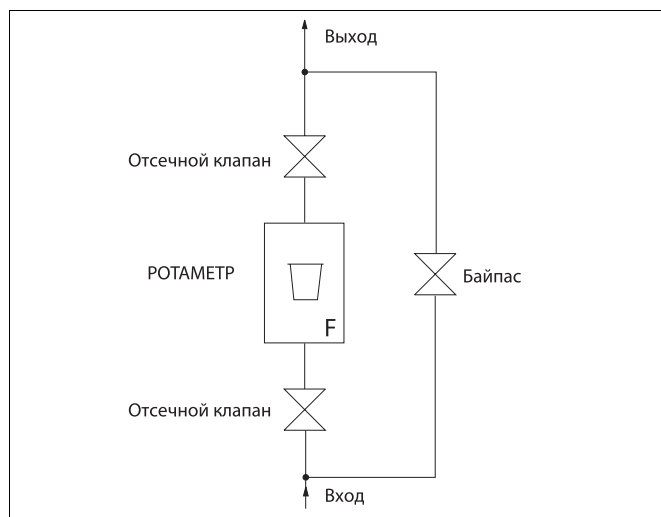 Выход
Отсечной клапан
РОТАМЕТР
Байпас
F
Отсечной клапан
Вход